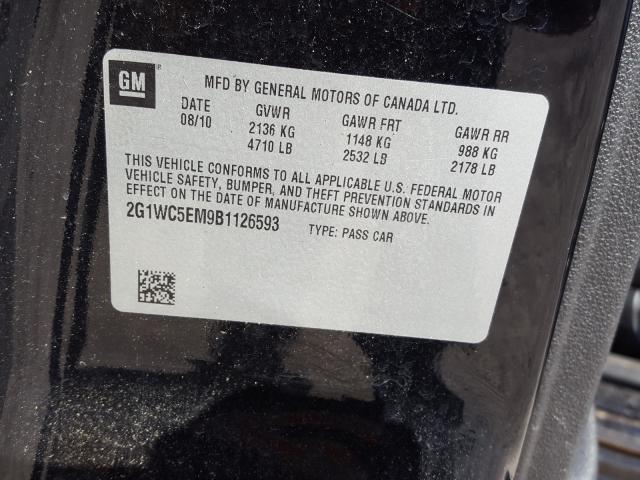 GM
MFD BY GENERAL MOTORS OF CANADA LTD.
DATE GVWR GAWR FRT GAWR RR
08/10 2136 KG 1148 KG 988 KG
4710 LB 2532 LB 2178 LB
THIS VEHICLE CONFORMS TO ALL APPLICABLE U.S. FEDERAL MOTOR
VEHICLE SAFETY, BUMPER, AND THEFT PREVENTION STANDARDS IN
EFFECT ON THE DATE OF MANUFACTURE SHOWN ABOVE.
2G1WC5EM9B1126593 TYPE: PASS CAR